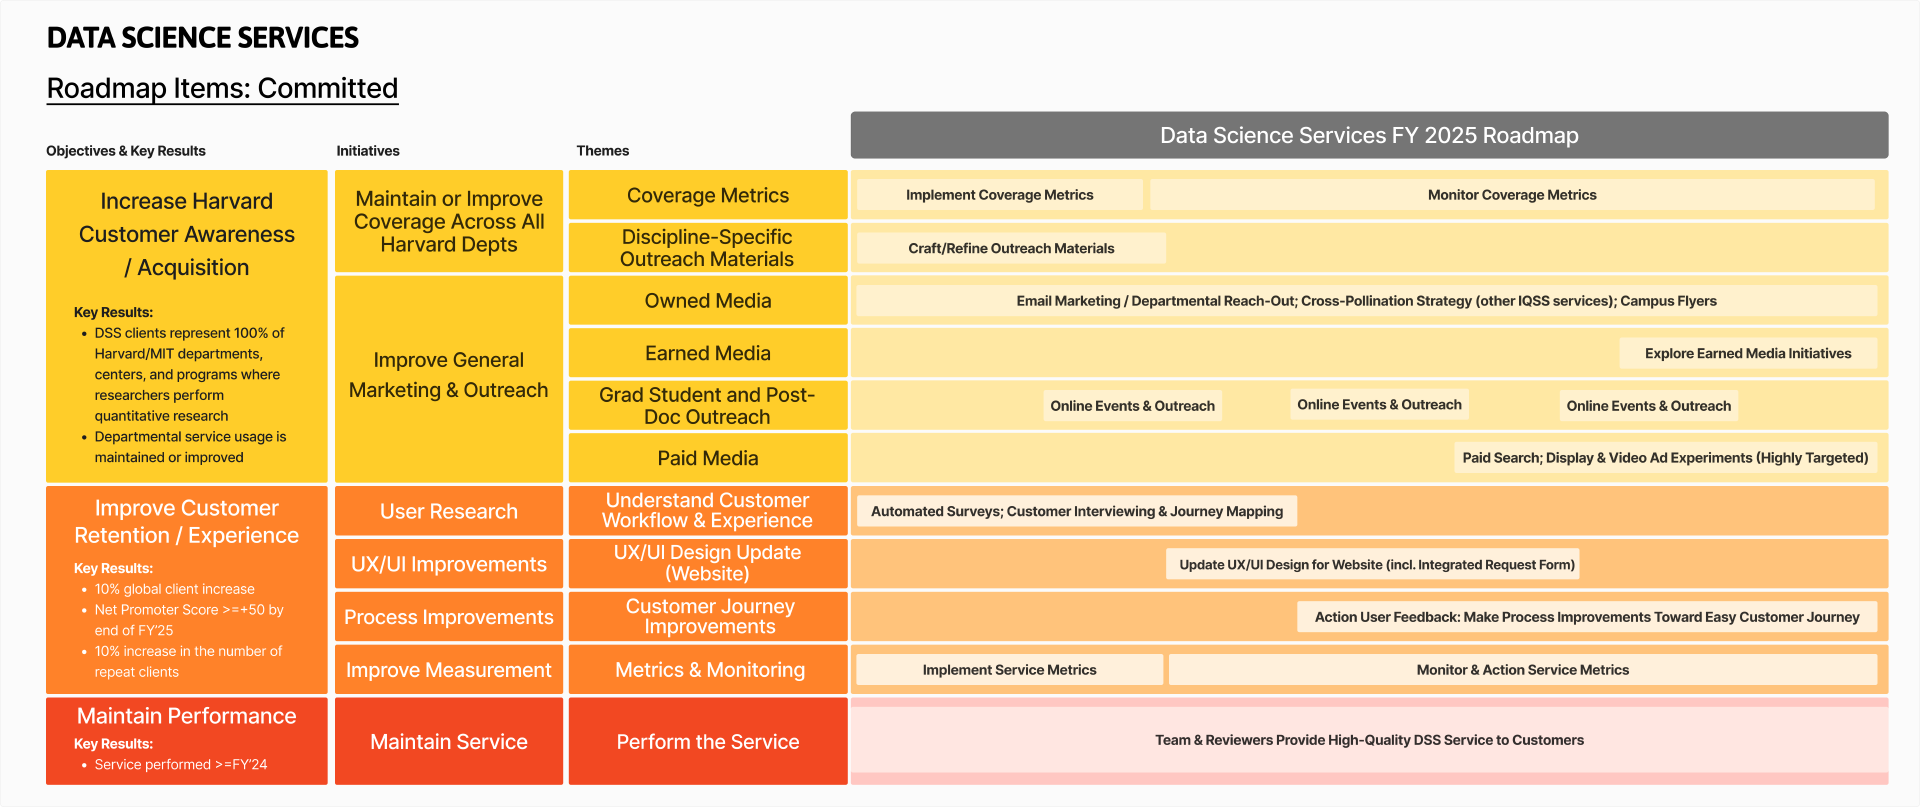 DATA SCIENCE SERVICES
Roadmap Items: Committed
Data Science Services FY 2025 Roadmap
Objectives & Key Results
Initiatives
Themes
Increase Harvard
Customer Awareness
/ Acquisition
Key Results:
• DSS clients represent 100% of
Harvard/MIT departments,
centers, and programs where
researchers perform
quantitative research
• Departmental service usage is
maintained or improved
Maintain or Improve
Coverage Across All
Harvard Depts
Coverage Metrics
Implement Coverage Metrics
Monitor Coverage Metrics
Discipline-Specific
Outreach Materials
Craft/Refine Outreach Materials
Improve General
Marketing & Outreach
Owned Media
Email Marketing / Departmental Reach-Out; Cross-Pollination Strategy (other IQSS services); Campus Flyers
Earned Media
Explore Earned Media Initiatives
Grad Student and Post-
Doc Outreach
Online Events & Outreach
Online Events & Outreach
Online Events & Outreach
Paid Media
Paid Search; Display & Video Ad Experiments (Highly Targeted)
Improve Customer
Retention / Experience
Key Results:
• 10% global client increase
• Net Promoter Score >=+50 by
end of FY'25
• 10% increase in the number of
repeat clients
User Research
Understand Customer
Workflow & Experience
Automated Surveys; Customer Interviewing & Journey Mapping
UX/UI Improvements
UX/UI Design Update
(Website)
Update UX/UI Design for Website (incl. Integrated Request Form)
Process Improvements
Customer Journey
Improvements
Action User Feedback: Make Process Improvements Toward Easy Customer Journey
Improve Measurement
Metrics & Monitoring
Implement Service Metrics
Monitor & Action Service Metrics
Maintain Performance
Key Results:
• Service performed >=FY'24
Maintain Service
Perform the Service
Team & Reviewers Provide High-Quality DSS Service to Customers